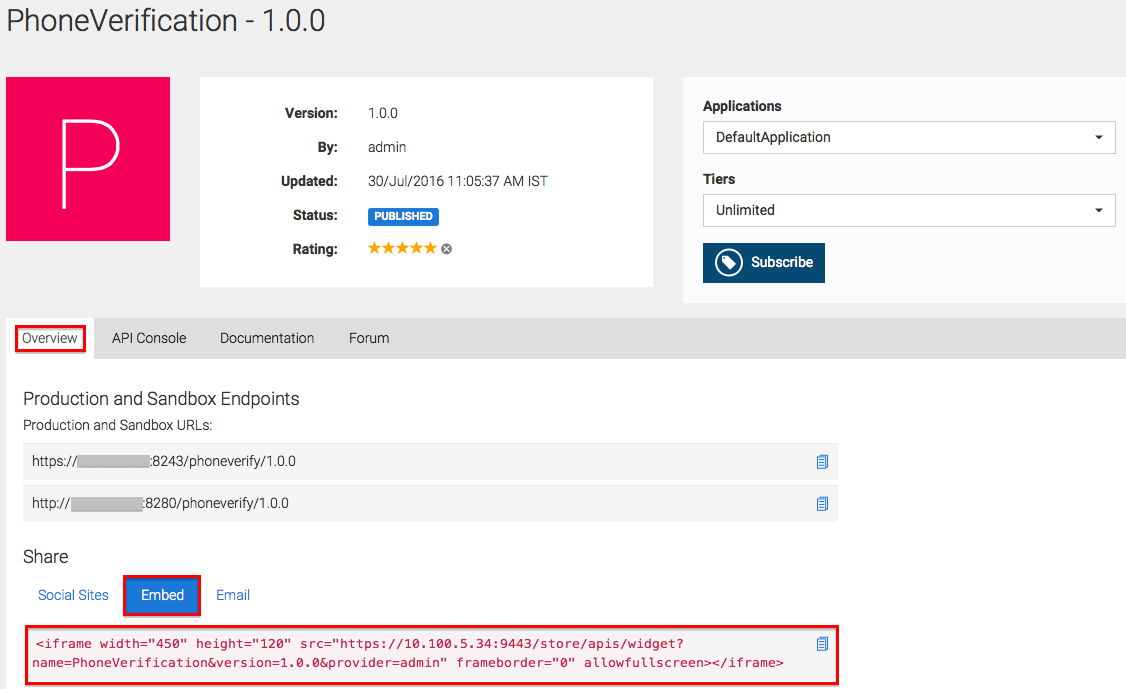 PhoneVerification - 1.0.0
P
Version: 1.0.0
By: admin
Updated: 30/Jul/2016 11:05:37 AM IST
Status: PUBLISHED
Rating:
Applications
DefaultApplication
Tiers
Unlimited
Subscribe
Overview API Console Documentation Forum
Production and Sandbox Endpoints
Production and Sandbox URLs:
https:// :8243/phoneverify/1.0.0
http:// :8280/phoneverify/1.0.0
Share
Social Sites Embed Email
<iframe width="450" height="120" src="https://10.100.5.34:9443/store/apis/widget?
name=PhoneVerification&version=1.0.0&provider=admin" frameborder="0" allowfullscreen></iframe>